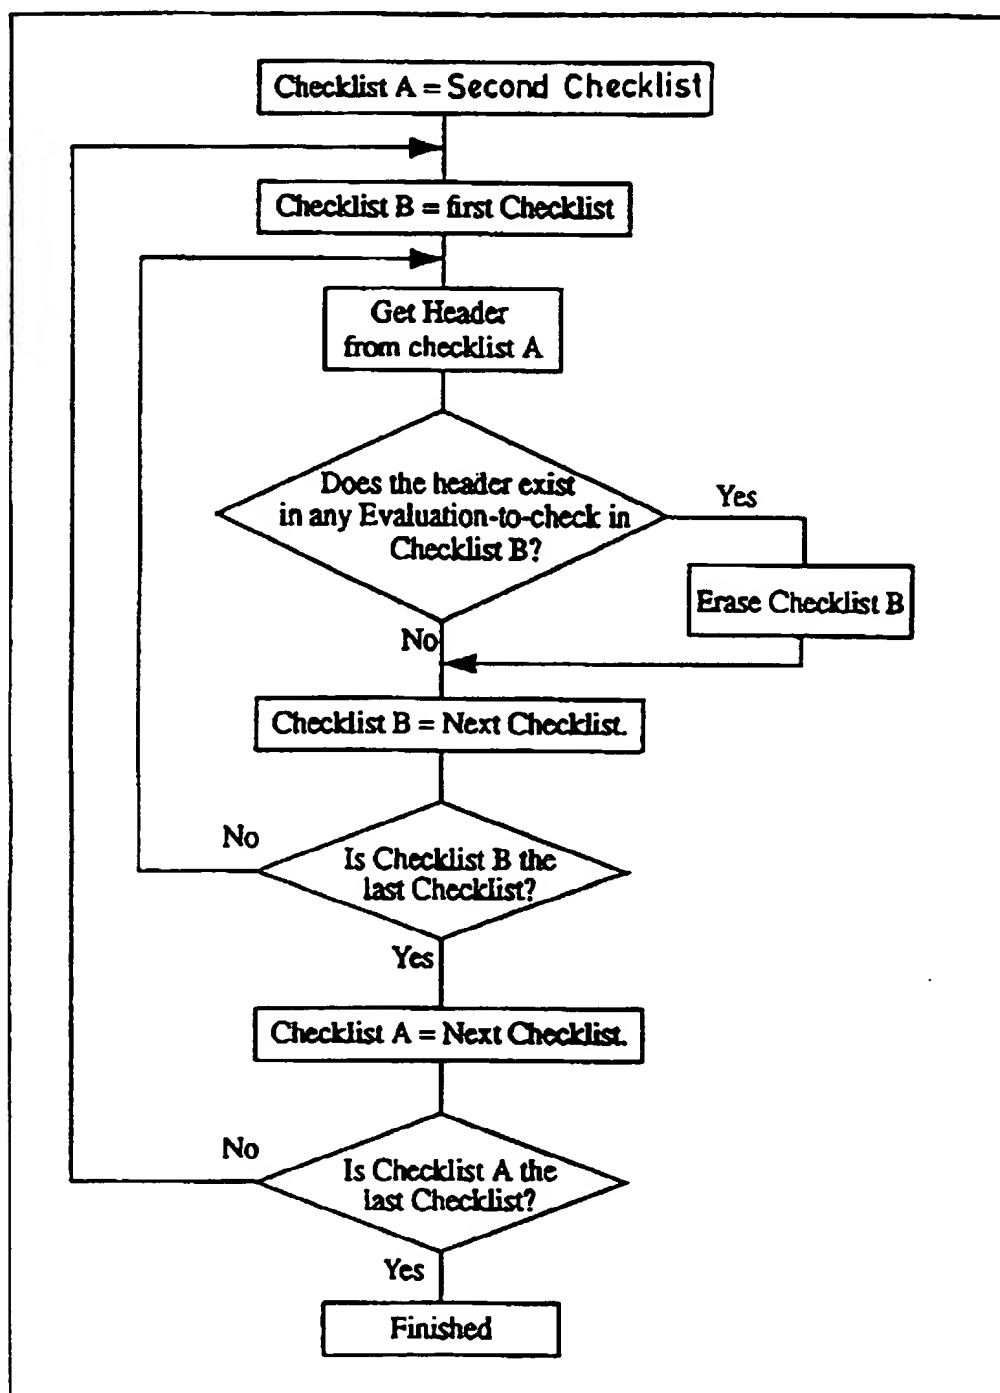 Checklist A = Second Checklist
Checklist B = first Checklist
Get Header
from checklist A
Does the header exist
in any Evaluation-to-check in
Checklist B?
Yes
Erase Checklist B
No
Checklist B = Next Checklist.
No
Is Checklist B the
last Checklist?
Yes
Checklist A = Next Checklist.
No
Is Checklist A the
last Checklist?
Yes
Finished